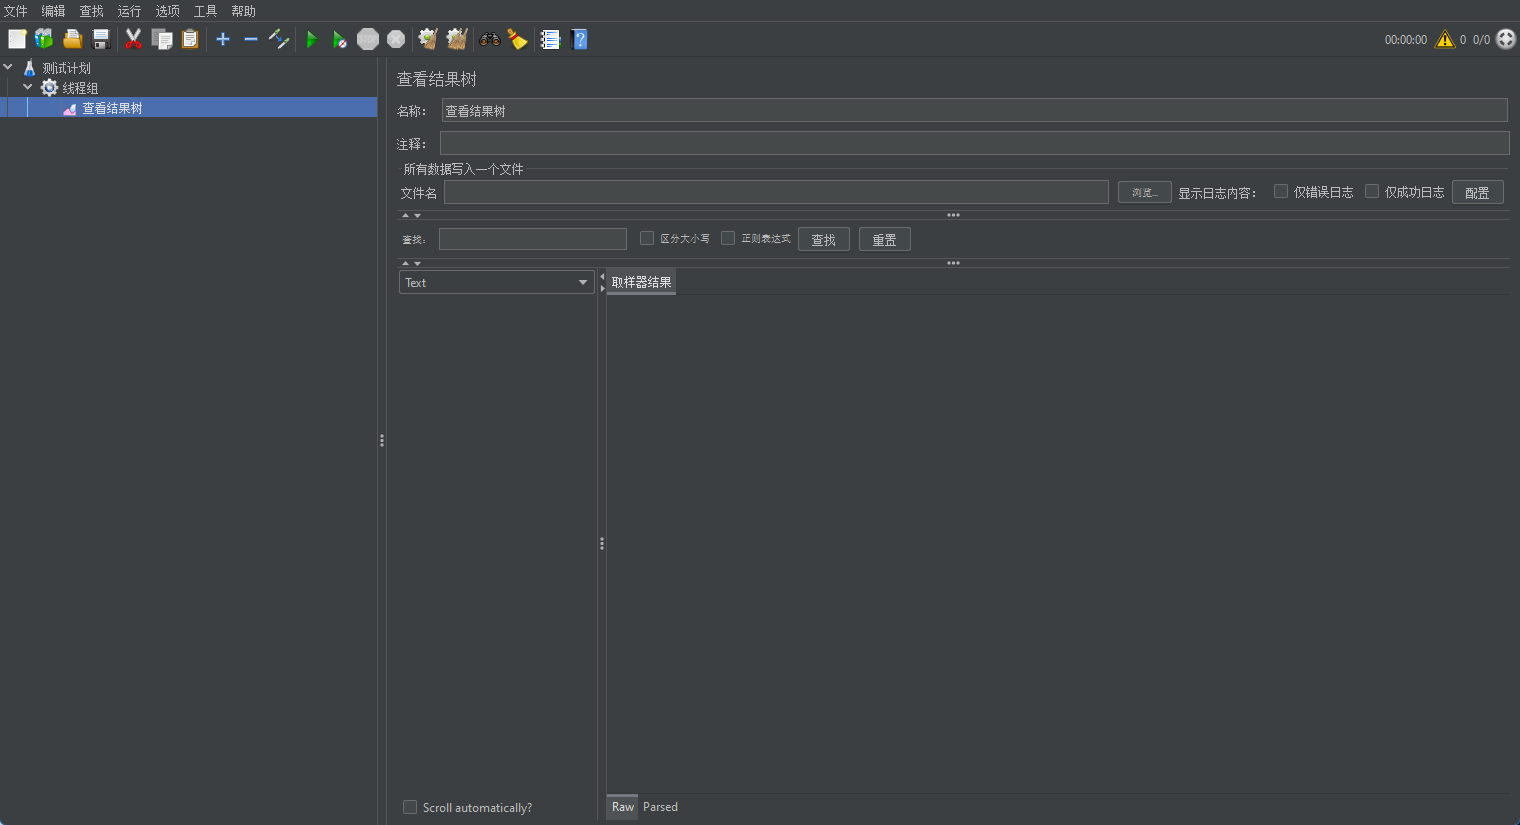 文件 编辑 查找 运行 选项 工具 帮助
STOP 00:00:00 0 0/0
测试计划
线程组
查看结果树
查看结果树
名称： 查看结果树
注释：
所有数据写入一个文件
文件名 浏览... 显示日志内容： 仅错误日志 仅成功日志 配置
查找： 区分大小写 正则表达式 查找 重置
Text 取样器结果
Scroll automatically? Raw Parsed